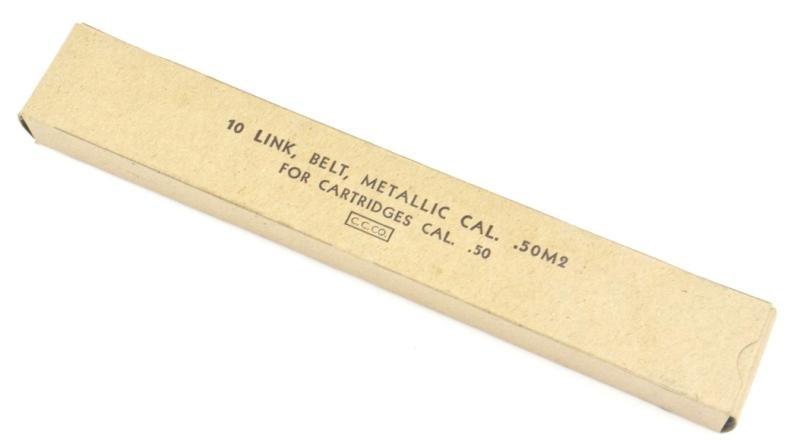 10 LINK, BELT, METALLIC CAL. .50M2
FOR CARTRIDGES CAL. .50
C.C.CO.